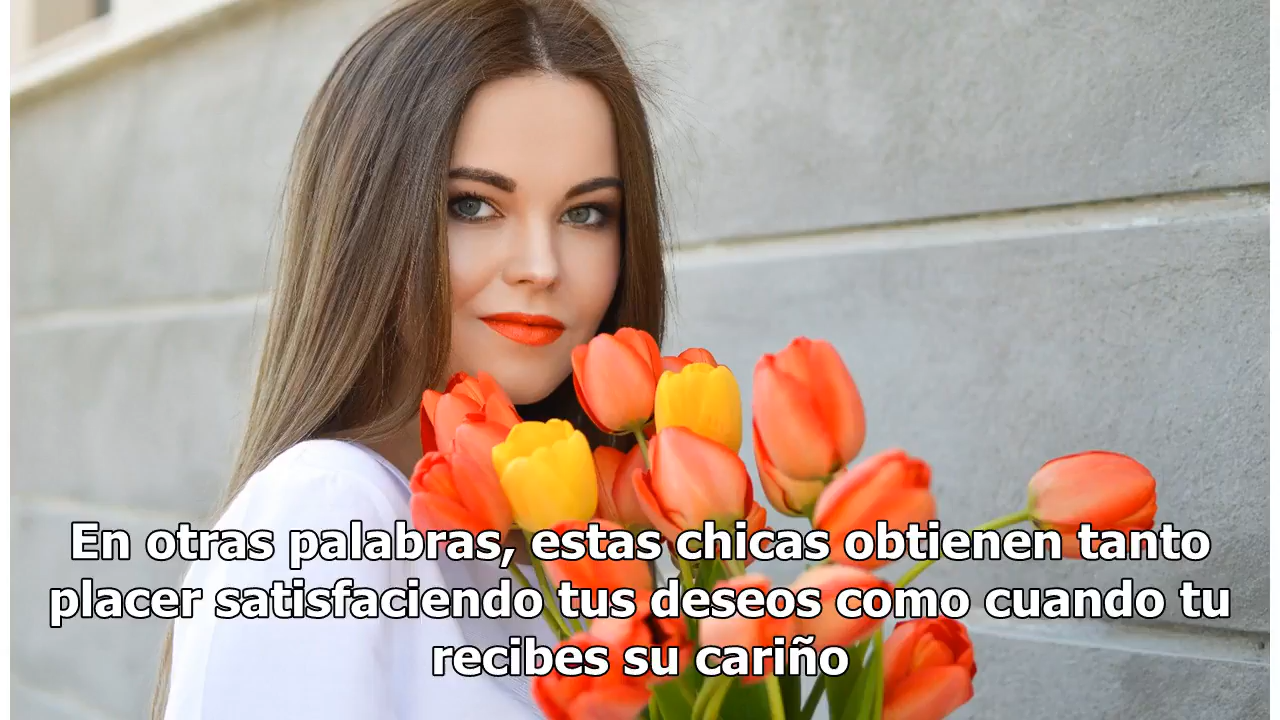 En otras palabras, estas chicas obtienen tanto
placer satisfaciendo tus deseos como cuando tu
recibes su cariño